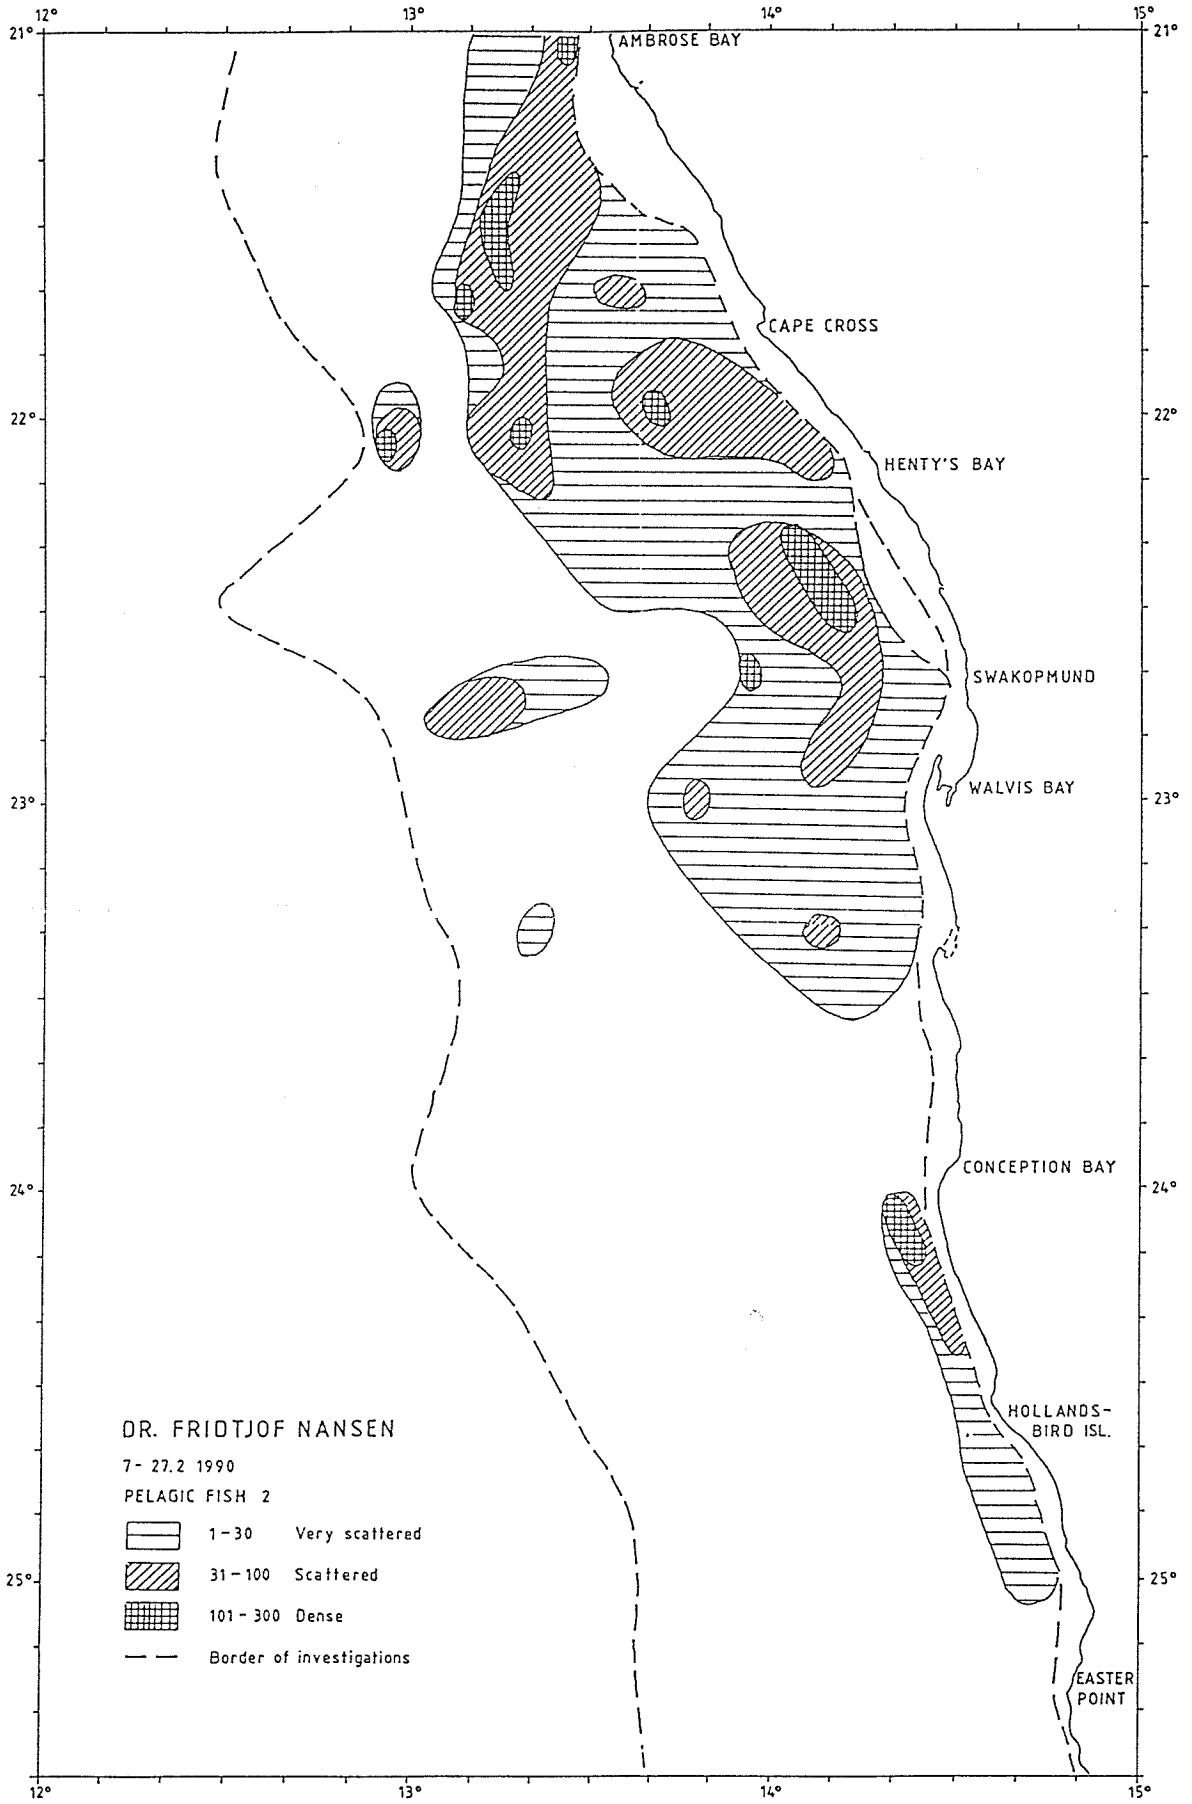 12° 13° 14° 15°
21° 21°
AMBROSE BAY
CAPE CROSS
22° 22°
HENTY'S BAY
SWAKOPMUND
WALVIS BAY
23° 23°
CONCEPTION BAY
24° 24°
HOLLANDS-
BIRD ISL.
DR. FRIDTJOF NANSEN
7- 27.2 1990
PELAGIC FISH 2
1-30 Very scattered
31-100 Scattered
25° 25°
101-300 Dense
Border of investigations
EASTER
POINT
12° 13° 14° 15°